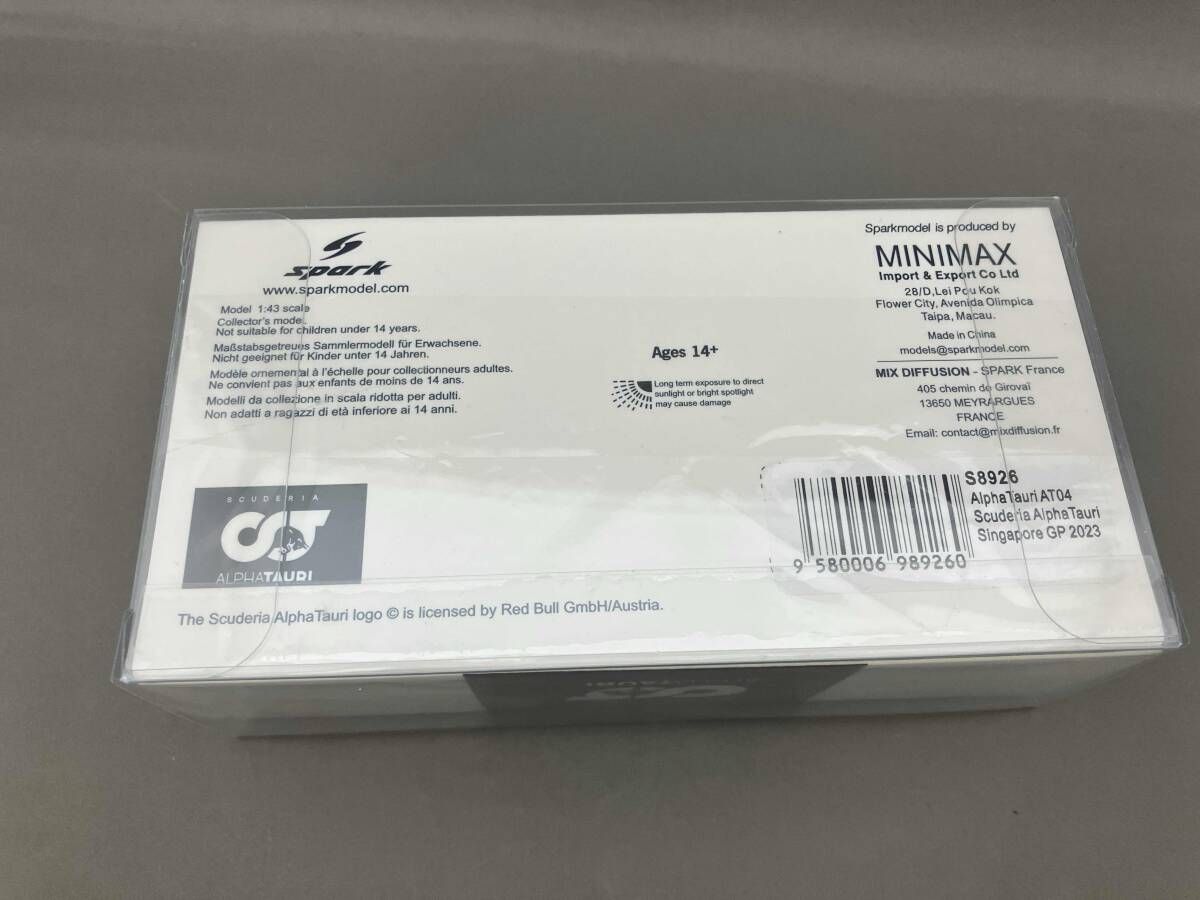 spark
www.sparkmodel.com
Model 1:43 scale
Collector's model.
Not suitable for children under 14 years.
Maßstabsgetreues Sammlermodell für Erwachsene.
Nicht geeignet für Kinder unter 14 Jahren.
Modèle ornemental à l'échelle pour collectionneurs adultes.
Ne convient pas aux enfants de moins de 14 ans.
Modelli da collezione in scala ridotta per adulti.
Non adatti a ragazzi di età inferiore ai 14 anni.
Ages 14+
Long term exposure to direct
sunlight or bright spotlight
may cause damage
Sparkmodel is produced by
MINIMAX
Import & Export Co Ltd
28/D, Lei Pou Kok
Flower City, Avenida Olimpica
Taipa, Macau.
Made in China
models@sparkmodel.com
MIX DIFFUSION - SPARK France
405 chemin de Girovaï
13650 MEYRARGUES
FRANCE
Email: contact@mixdiffusion.fr
S8926
AlphaTauri AT04
Scuderia AlphaTauri
Singapore GP 2023
9 580006 989260
SCUDERIA
ALPHATAURI
The Scuderia AlphaTauri logo © is licensed by Red Bull GmbH/Austria.
ALPHATAURI